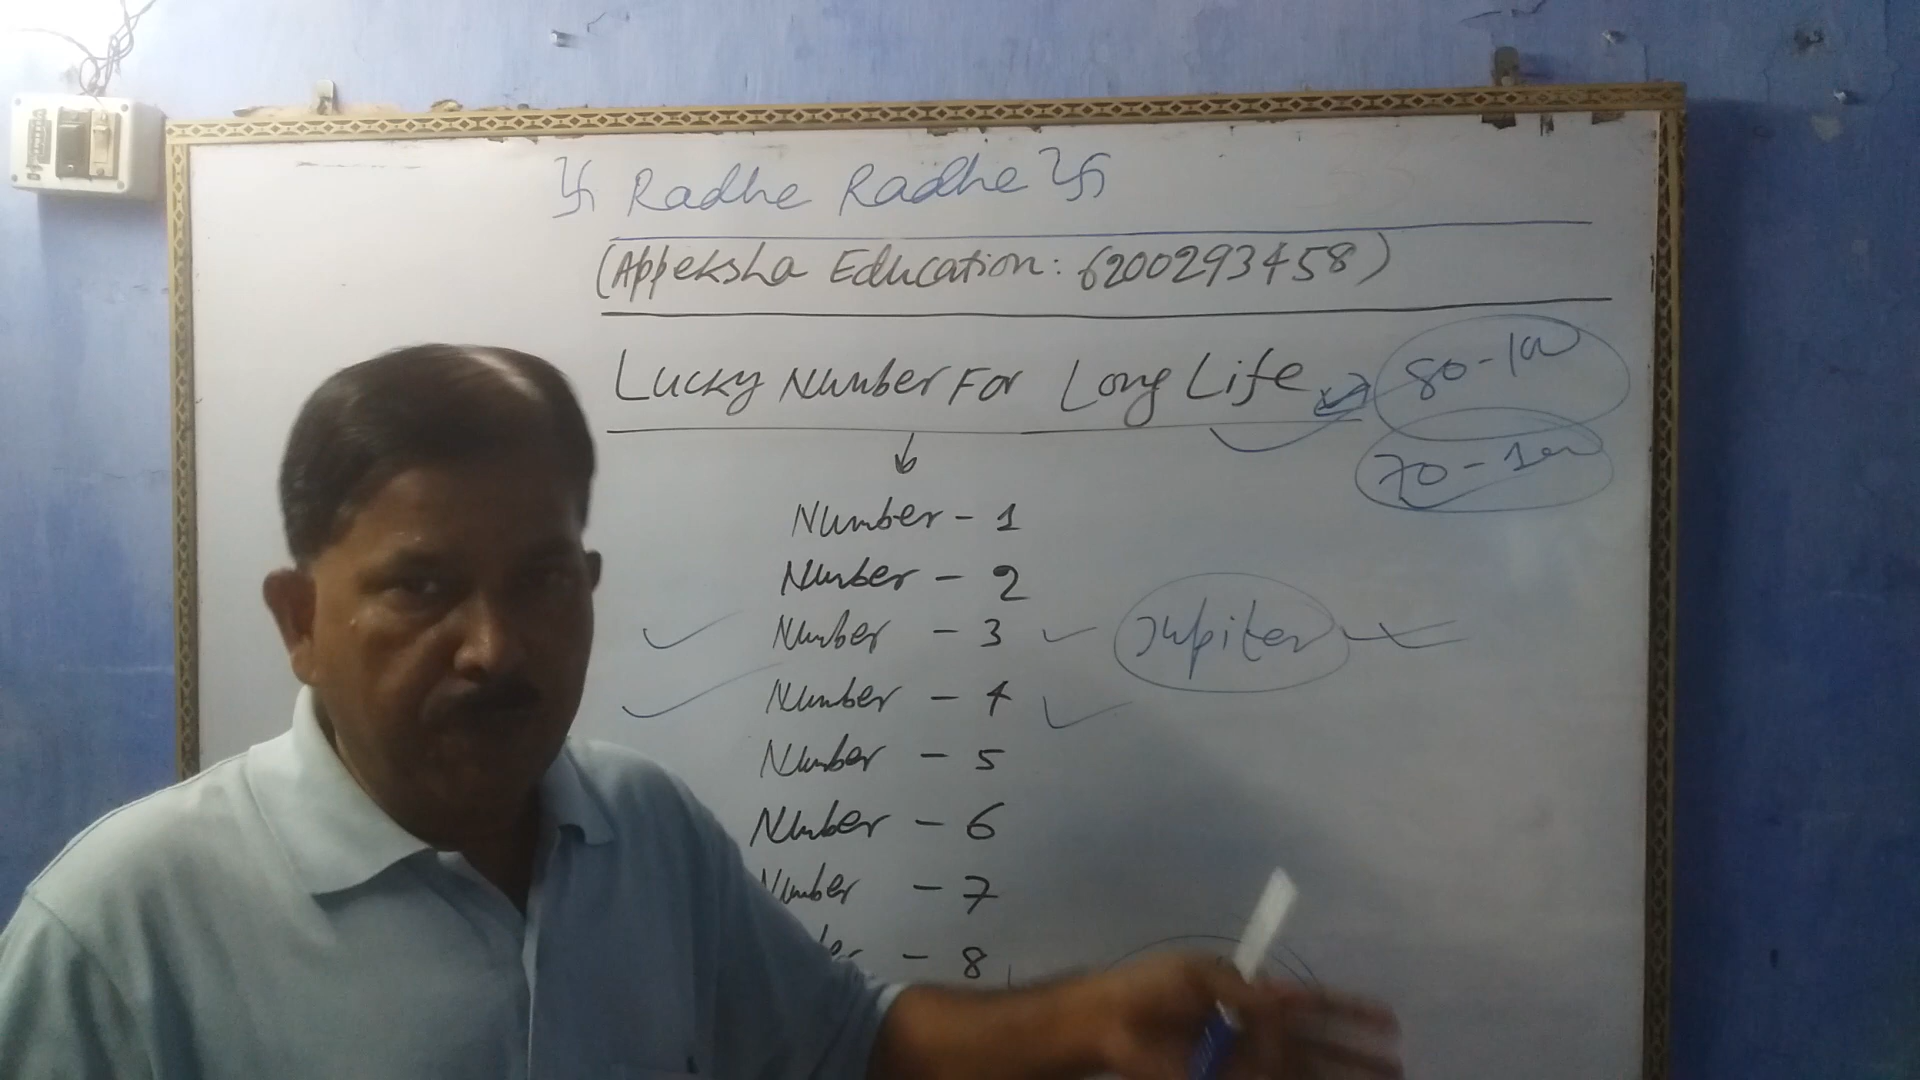 卐 Radhe Radhe 卐
(Appeksha Education: 6200293458)
Lucky Number For Long Life
80-100
70-100
Number - 1
Number - 2
Number - 3 Jupiter
Number - 4
Number - 5
Number - 6
Number - 7
- 8